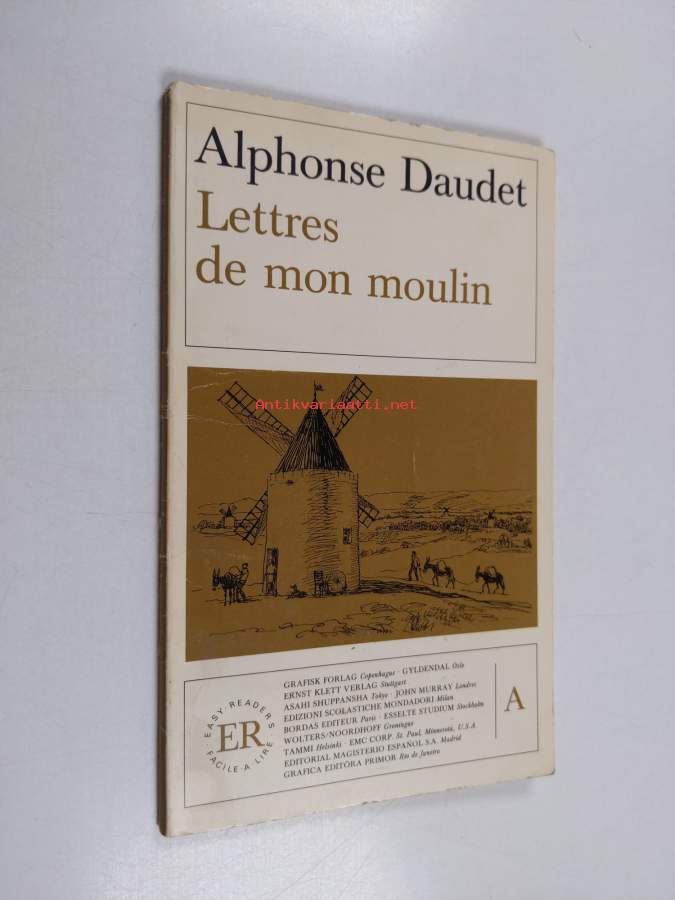 Alphonse Daudet
Lettres
de mon moulin
Antikvariaatti.net
GRAFISK FORLAG Copenhague · GYLDENDAL Oslo
ERNST KLETT VERLAG Stuttgart
ASAHI SHUPPANSHA Tokyo · JOHN MURRAY Londres
EDIZIONI SCOLASTICHE MONDADORI Milan
BORDAS EDITEUR Paris · ESSELTE STUDIUM Stockholm
WOLTERS/NOORDHOFF Groningue
TAMMI Helsinki · EMC CORP. St. Paul, Minnesota, U.S.A.
EDITORIAL MAGISTERIO ESPAÑOL S.A. Madrid
GRAFICA EDITÔRA PRIMOR Rio de Janeiro
EASY·READERS
ER
FACILE·A LIRE
A